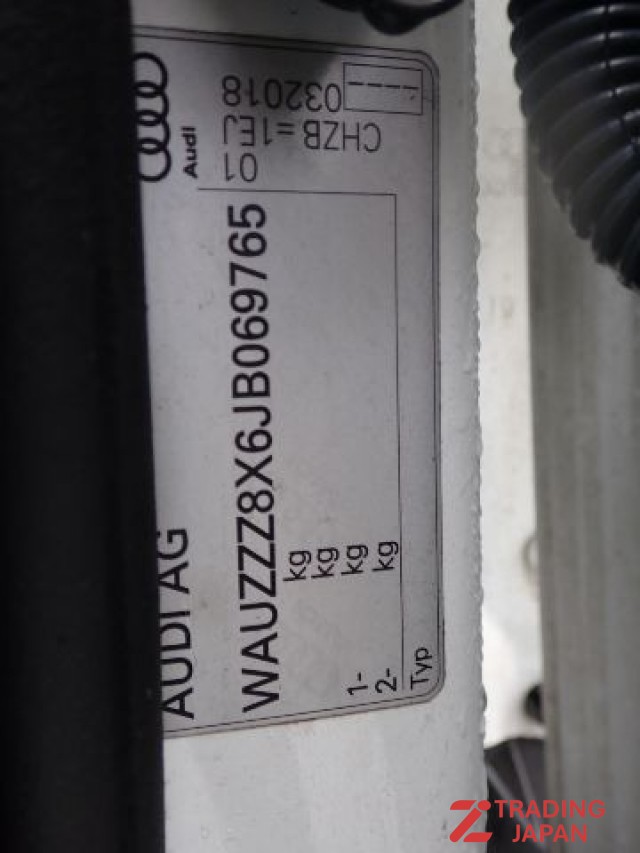 AUDI AG
Audi
WAUZZZ8X6JB069765
kg
kg
1- kg
2- kg
Typ
01
CHZB=1EJ
032018
TRADING
JAPAN